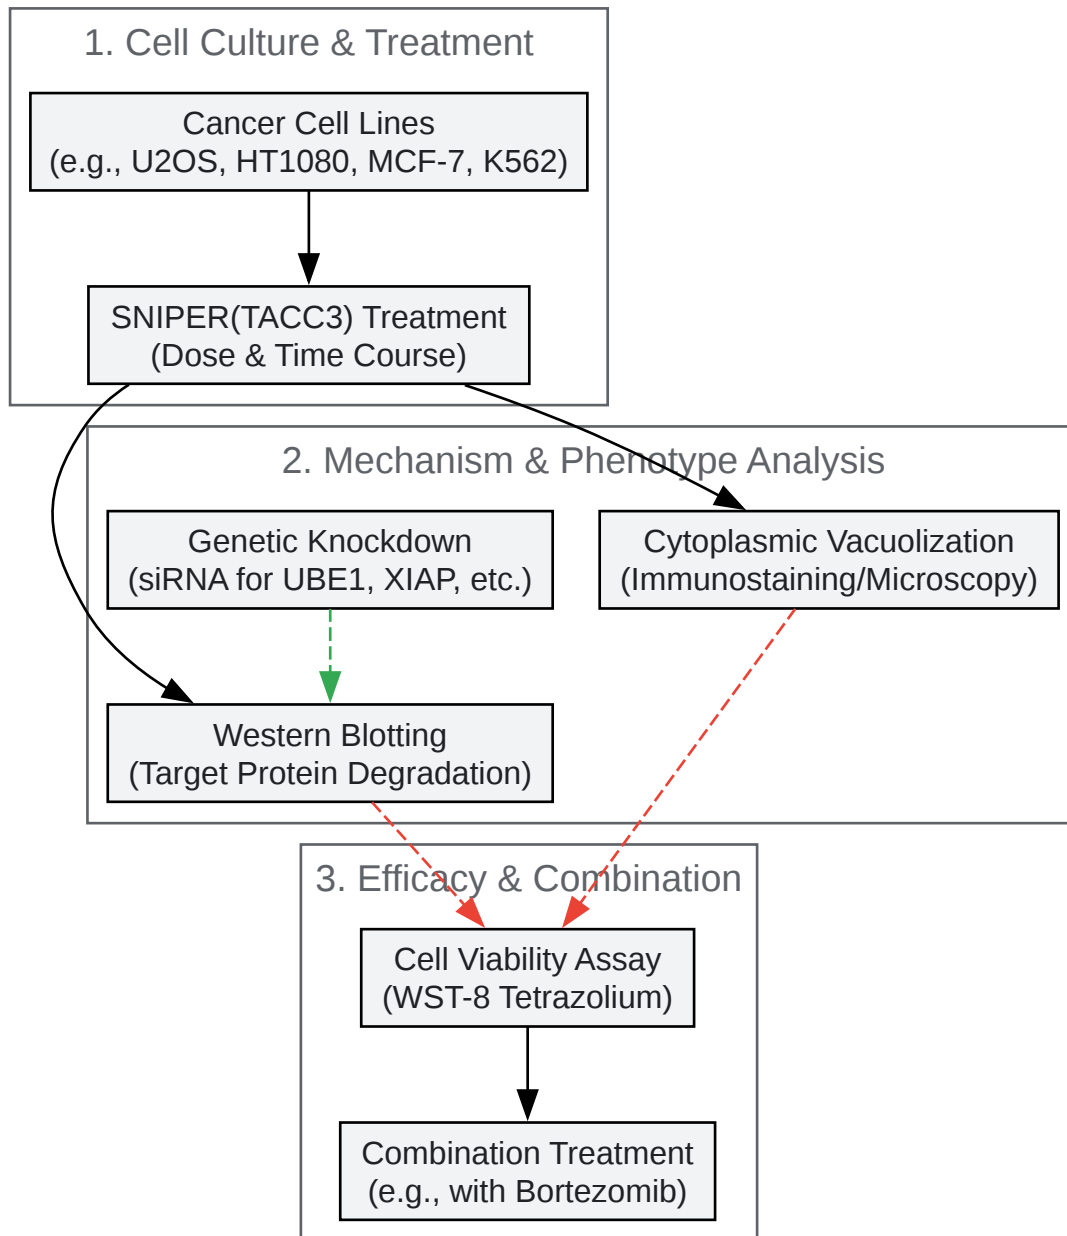 1. Cell Culture & Treatment
Cancer Cell Lines
(e.g., U2OS, HT1080, MCF-7, K562)
SNIPER(TACC3) Treatment
(Dose & Time Course)
2. Mechanism & Phenotype Analysis
Genetic Knockdown
(siRNA for UBE1, XIAP, etc.)
Cytoplasmic Vacuolization
(Immunostaining/Microscopy)
Western Blotting
(Target Protein Degradation)
3. Efficacy & Combination
Cell Viability Assay
(WST-8 Tetrazolium)
Combination Treatment
(e.g., with Bortezomib)